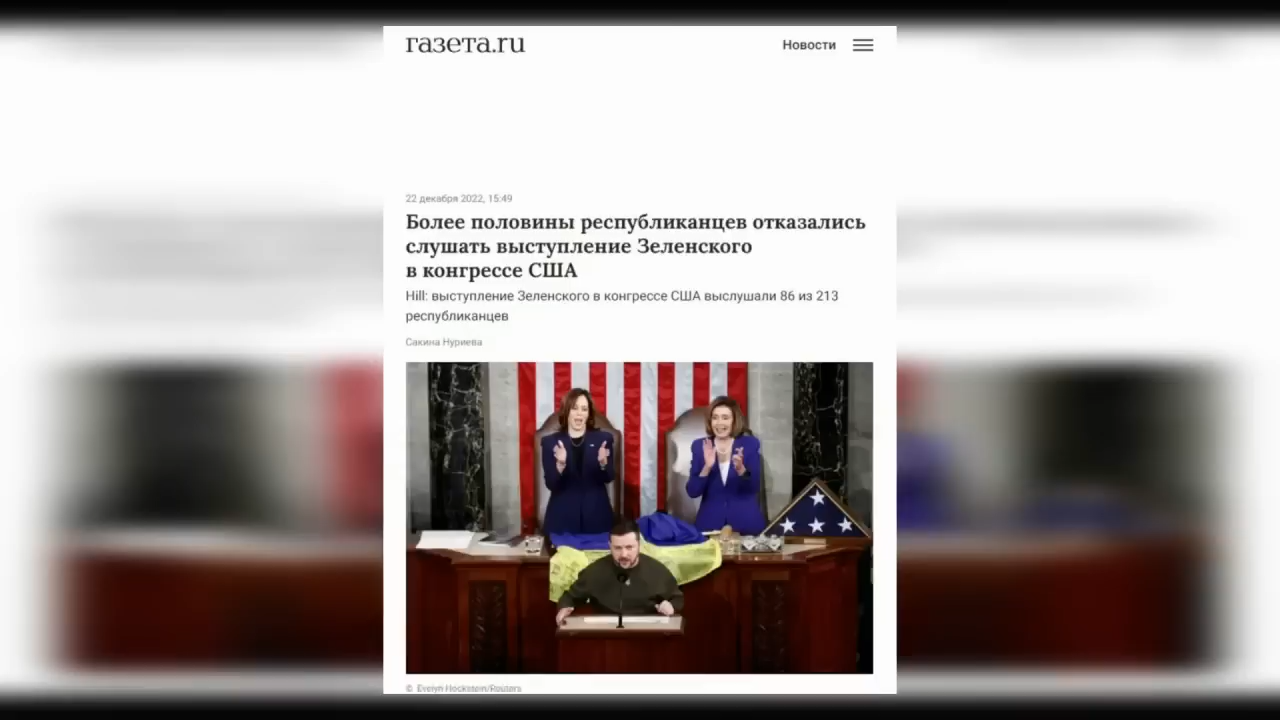 газета.ru
Новости
22 декабря 2022, 15:49
Более половины республиканцев отказались
слушать выступление Зеленского
в конгрессе США
Hill: выступление Зеленского в конгрессе США выслушали 86 из 213
республиканцев
Сакина Нуриева
© Evelyn Hockstein/Reuters